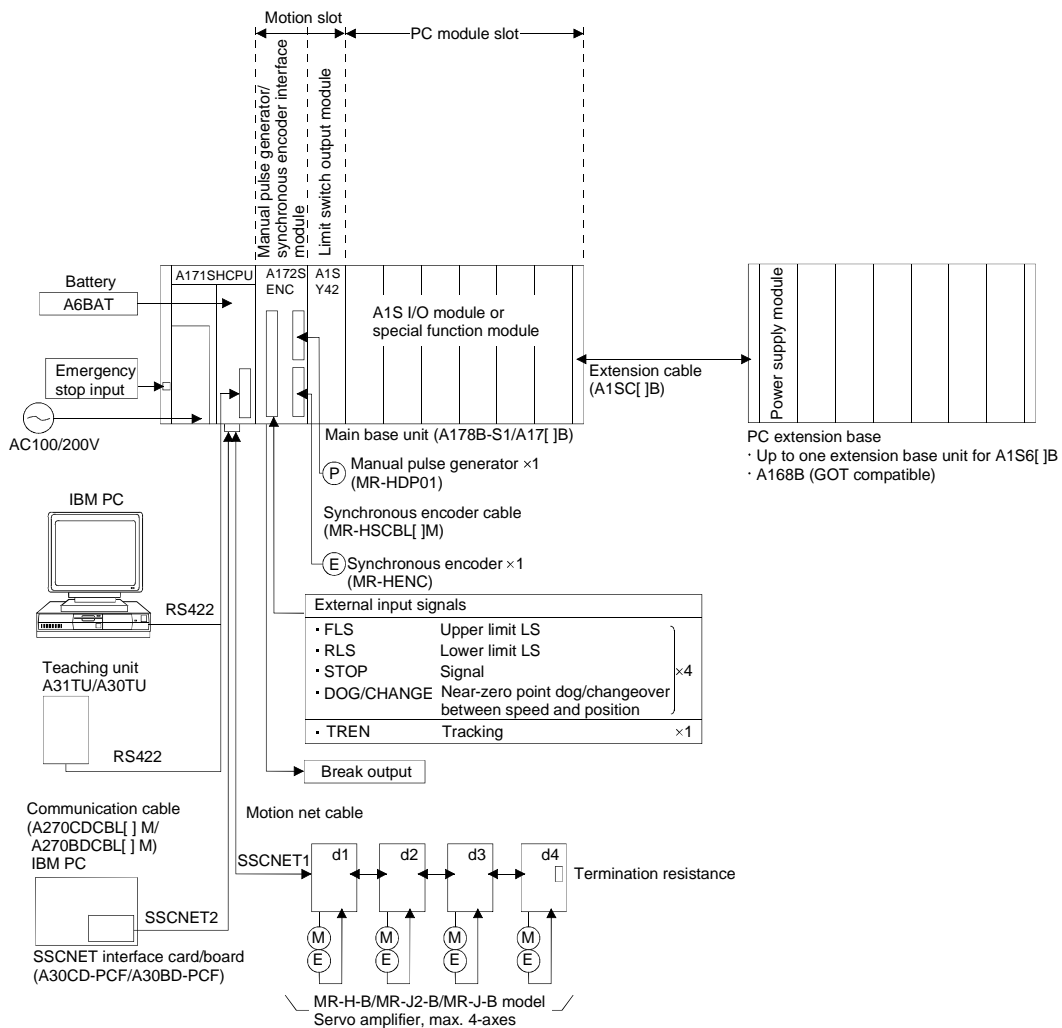 Motion slot
PC module slot
Manual pulse generator/
synchronous encoder interface
module
Limit switch output module
A171SHCPU
A172S
ENC
A1S
Y42
Battery
A6BAT
A1S I/O module or
special function module
Power supply module
Emergency
stop input
Extension cable
(A1SC[ ]B)
AC100/200V
Main base unit (A178B-S1/A17[ ]B)
PC extension base
· Up to one extension base unit for A1S6[ ]B
· A168B (GOT compatible)
P
Manual pulse generator ×1
(MR-HDP01)
IBM PC
Synchronous encoder cable
(MR-HSCBL[ ]M)
E
Synchronous encoder ×1
(MR-HENC)
RS422
External input signals
· FLS Upper limit LS
· RLS Lower limit LS
· STOP Signal
· DOG/CHANGE Near-zero point dog/changeover
between speed and position
×4
· TREN Tracking ×1
Teaching unit
A31TU/A30TU
RS422
Break output
Communication cable
(A270CDCBL[ ] M/
A270BDCBL[ ] M)
IBM PC
Motion net cable
SSCNET1
d1 d2 d3 d4
Termination resistance
SSCNET2
M M M M
E E E E
SSCNET interface card/board
(A30CD-PCF/A30BD-PCF)
MR-H-B/MR-J2-B/MR-J-B model
Servo amplifier, max. 4-axes